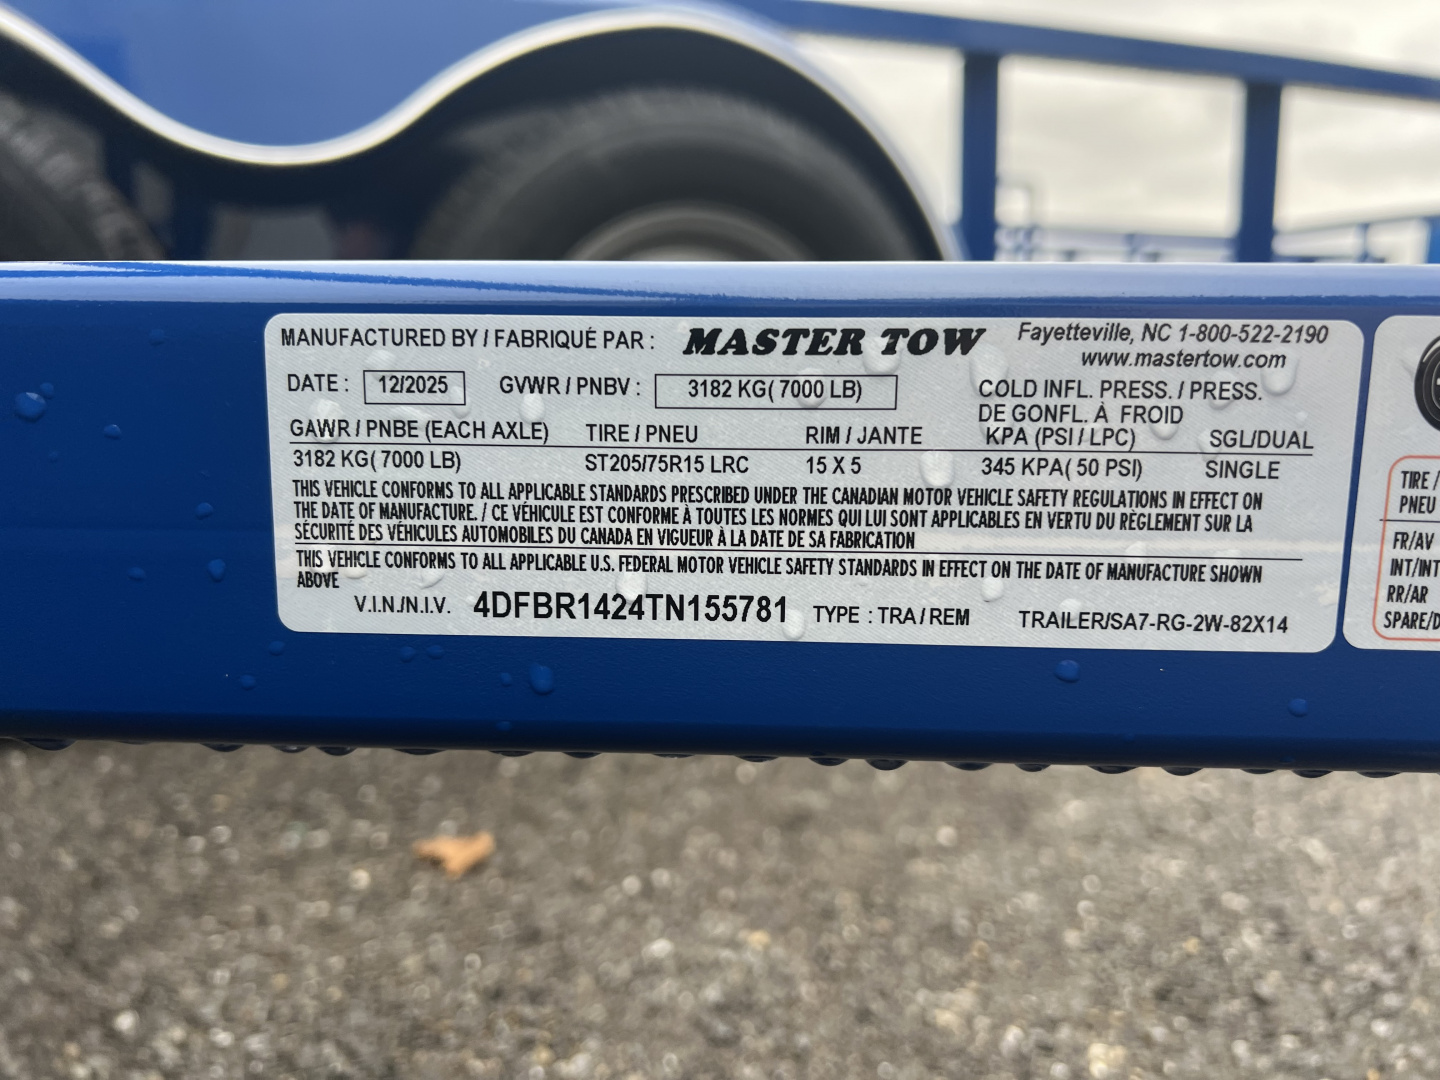 MANUFACTURED BY / FABRIQUÉ PAR : MASTER TOW Fayetteville, NC 1-800-522-2190
www.mastertow.com
DATE : 12/2025 GVWR / PNBV : 3182 KG( 7000 LB) COLD INFL. PRESS. / PRESS.
DE GONFL. À FROID
GAWR / PNBE (EACH AXLE) TIRE / PNEU RIM / JANTE KPA (PSI / LPC) SGL/DUAL
3182 KG( 7000 LB) ST205/75R15 LRC 15 X 5 345 KPA( 50 PSI) SINGLE
THIS VEHICLE CONFORMS TO ALL APPLICABLE STANDARDS PRESCRIBED UNDER THE CANADIAN MOTOR VEHICLE SAFETY REGULATIONS IN EFFECT ON
THE DATE OF MANUFACTURE. / CE VÉHICULE EST CONFORME À TOUTES LES NORMES QUI LUI SONT APPLICABLES EN VERTU DU RÈGLEMENT SUR LA
SÉCURITÉ DES VÉHICULES AUTOMOBILES DU CANADA EN VIGUEUR À LA DATE DE SA FABRICATION
THIS VEHICLE CONFORMS TO ALL APPLICABLE U.S. FEDERAL MOTOR VEHICLE SAFETY STANDARDS IN EFFECT ON THE DATE OF MANUFACTURE SHOWN
ABOVE
V.I.N./N.I.V. 4DFBR1424TN155781 TYPE : TRA / REM TRAILER/SA7-RG-2W-82X14
TIRE /
PNEU
FR/AV
INT/INT
RR/AR
SPARE/D